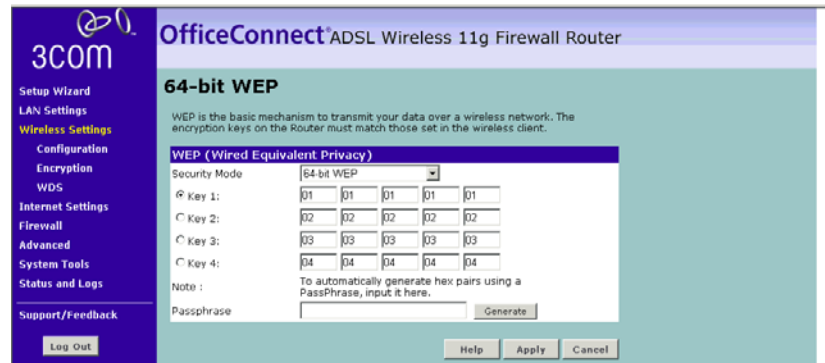 3COM
OfficeConnect® ADSL Wireless 11g Firewall Router
Setup Wizard
LAN Settings
Wireless Settings
Configuration
Encryption
WDS
Internet Settings
Firewall
Advanced
System Tools
Status and Logs
Support/Feedback
Log Out
64-bit WEP
WEP is the basic mechanism to transmit your data over a wireless network. The
encryption keys on the Router must match those set in the wireless client.
WEP (Wired Equivalent Privacy)
Security Mode 64-bit WEP
Key 1: 01 01 01 01 01
Key 2: 02 02 02 02 02
Key 3: 03 03 03 03 03
Key 4: 04 04 04 04 04
Note : To automatically generate hex pairs using a
PassPhrase, input it here.
Passphrase Generate
Help Apply Cancel